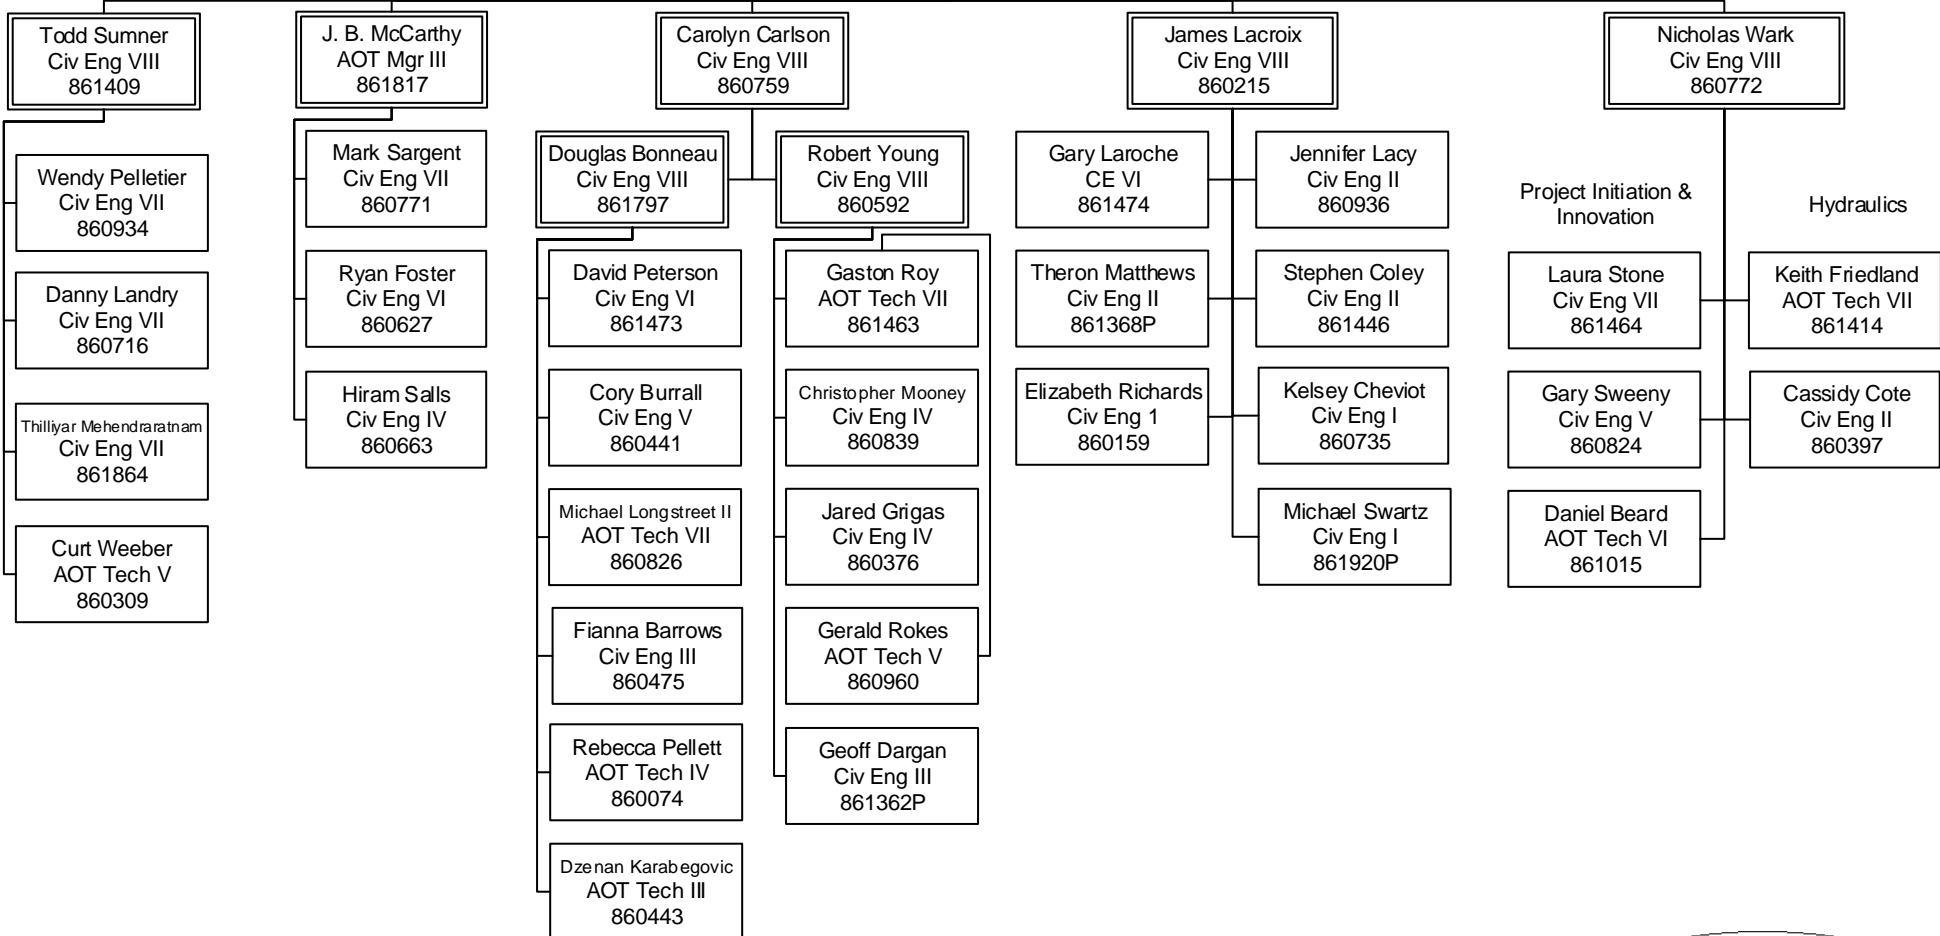 Todd Sumner
Civ Eng VIII
861409
J. B. McCarthy
AOT Mgr III
861817
Carolyn Carlson
Civ Eng VIII
860759
James Lacroix
Civ Eng VIII
860215
Nicholas Wark
Civ Eng VIII
860772
Wendy Pelletier
Civ Eng VII
860934
Danny Landry
Civ Eng VII
860716
Thilliyar Mehendraratnam
Civ Eng VII
861864
Curt Weeber
AOT Tech V
860309
Mark Sargent
Civ Eng VII
860771
Ryan Foster
Civ Eng VI
860627
Hiram Salls
Civ Eng IV
860663
Douglas Bonneau
Civ Eng VIII
861797
Robert Young
Civ Eng VIII
860592
David Peterson
Civ Eng VI
861473
Cory Burrall
Civ Eng V
860441
Michael Longstreet II
AOT Tech VII
860826
Fianna Barrows
Civ Eng III
860475
Rebecca Pellett
AOT Tech IV
860074
Dzenan Karabegovic
AOT Tech III
860443
Gaston Roy
AOT Tech VII
861463
Christopher Mooney
Civ Eng IV
860839
Jared Grigas
Civ Eng IV
860376
Gerald Rokes
AOT Tech V
860960
Geoff Dargan
Civ Eng III
861362P
Gary Laroche
CE VI
861474
Jennifer Lacy
Civ Eng II
860936
Theron Matthews
Civ Eng II
861368P
Stephen Coley
Civ Eng II
861446
Elizabeth Richards
Civ Eng 1
860159
Kelsey Cheviot
Civ Eng I
860735
Michael Swartz
Civ Eng I
861920P
Project Initiation &
Innovation
Hydraulics
Laura Stone
Civ Eng VII
861464
Keith Friedland
AOT Tech VII
861414
Gary Sweeny
Civ Eng V
860824
Cassidy Cote
Civ Eng II
860397
Daniel Beard
AOT Tech VI
861015